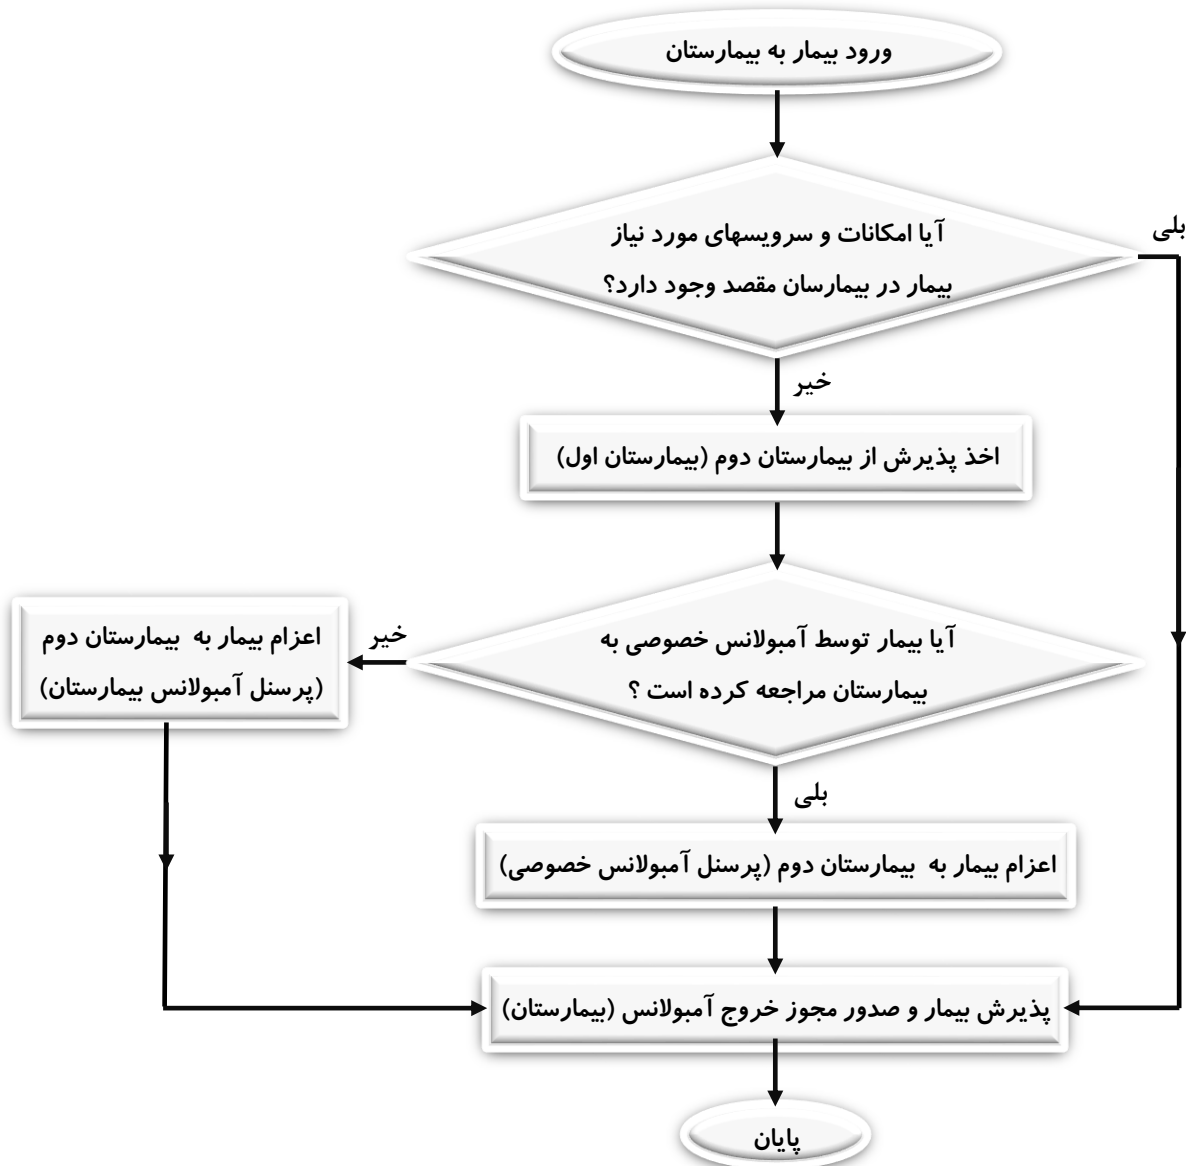 ورود بیمار به بیمارستان
آیا امکانات و سرویسهای مورد نیاز
بیمار در بیمارسان مقصد وجود دارد؟
بلی
خیر
اخذ پذیرش از بیمارستان دوم (بیمارستان اول)
آیا بیمار توسط آمبولانس خصوصی به
بیمارستان مراجعه کرده است ؟
خیر
اعزام بیمار به بیمارستان دوم
(پرسنل آمبولانس بیمارستان)
بلی
اعزام بیمار به بیمارستان دوم (پرسنل آمبولانس خصوصی)
پذیرش بیمار و صدور مجوز خروج آمبولانس (بیمارستان)
پایان